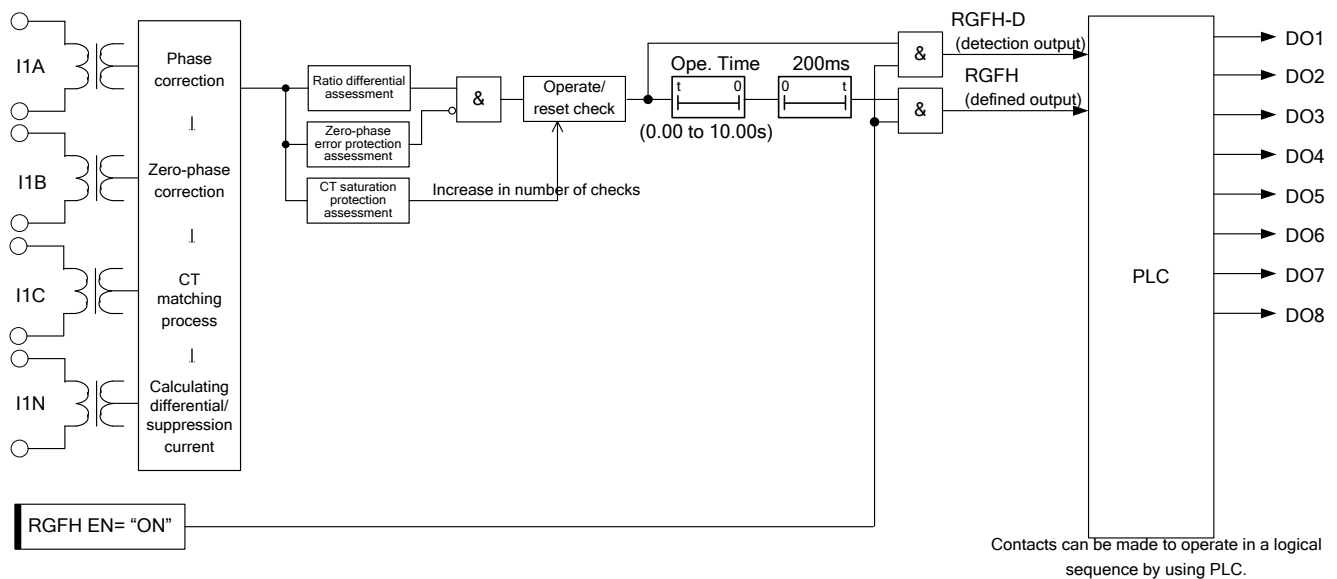 I1A
I1B
I1C
I1N
Phase
correction
Zero-phase
correction
CT
matching
process
Calculating
differential/
suppression
current
Ratio differential
assessment
Zero-phase
error protection
assessment
CT saturation
protection
assessment
&
Operate/
reset check
Increase in number of checks
Ope. Time
t 0
(0.00 to 10.00s)
200ms
0 t
&
&
RGFH-D
(detection output)
RGFH
(defined output)
PLC
DO1
DO2
DO3
DO4
DO5
DO6
DO7
DO8
RGFH EN= “ON”
Contacts can be made to operate in a logical
sequence by using PLC.